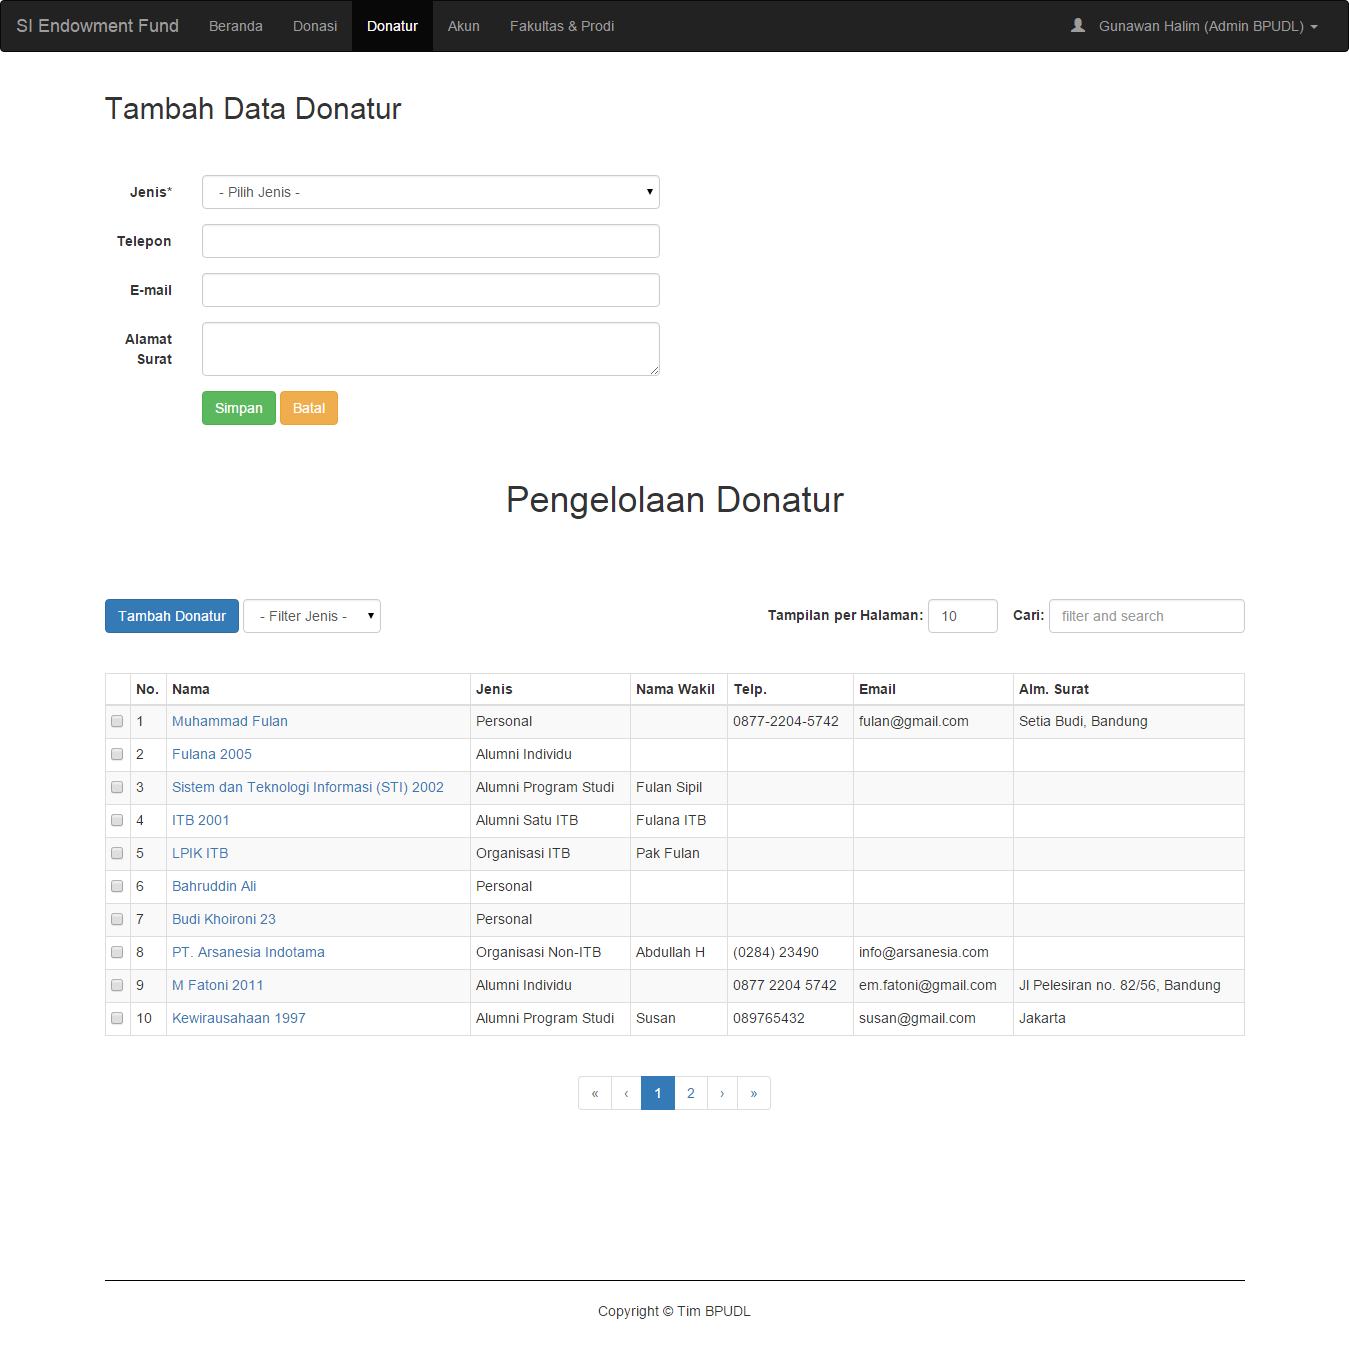 SI Endowment Fund Beranda Donasi Donatur Akun Fakultas & Prodi Gunawan Halim (Admin BPUDL)
Tambah Data Donatur
Jenis* - Pilih Jenis -
Telepon
E-mail
Alamat
Surat
Simpan Batal
Pengelolaan Donatur
Tambah Donatur - Filter Jenis - Tampilan per Halaman: 10 Cari: filter and search
No. Nama Jenis Nama Wakil Telp. Email Alm. Surat
1 Muhammad Fulan Personal 0877-2204-5742 fulan@gmail.com Setia Budi, Bandung
2 Fulana 2005 Alumni Individu
3 Sistem dan Teknologi Informasi (STI) 2002 Alumni Program Studi Fulan Sipil
4 ITB 2001 Alumni Satu ITB Fulana ITB
5 LPIK ITB Organisasi ITB Pak Fulan
6 Bahruddin Ali Personal
7 Budi Khoironi 23 Personal
8 PT. Arsanesia Indotama Organisasi Non-ITB Abdullah H (0284) 23490 info@arsanesia.com
9 M Fatoni 2011 Alumni Individu 0877 2204 5742 em.fatoni@gmail.com Jl Pelesiran no. 82/56, Bandung
10 Kewirausahaan 1997 Alumni Program Studi Susan 089765432 susan@gmail.com Jakarta
« ‹ 1 2 › »
Copyright © Tim BPUDL